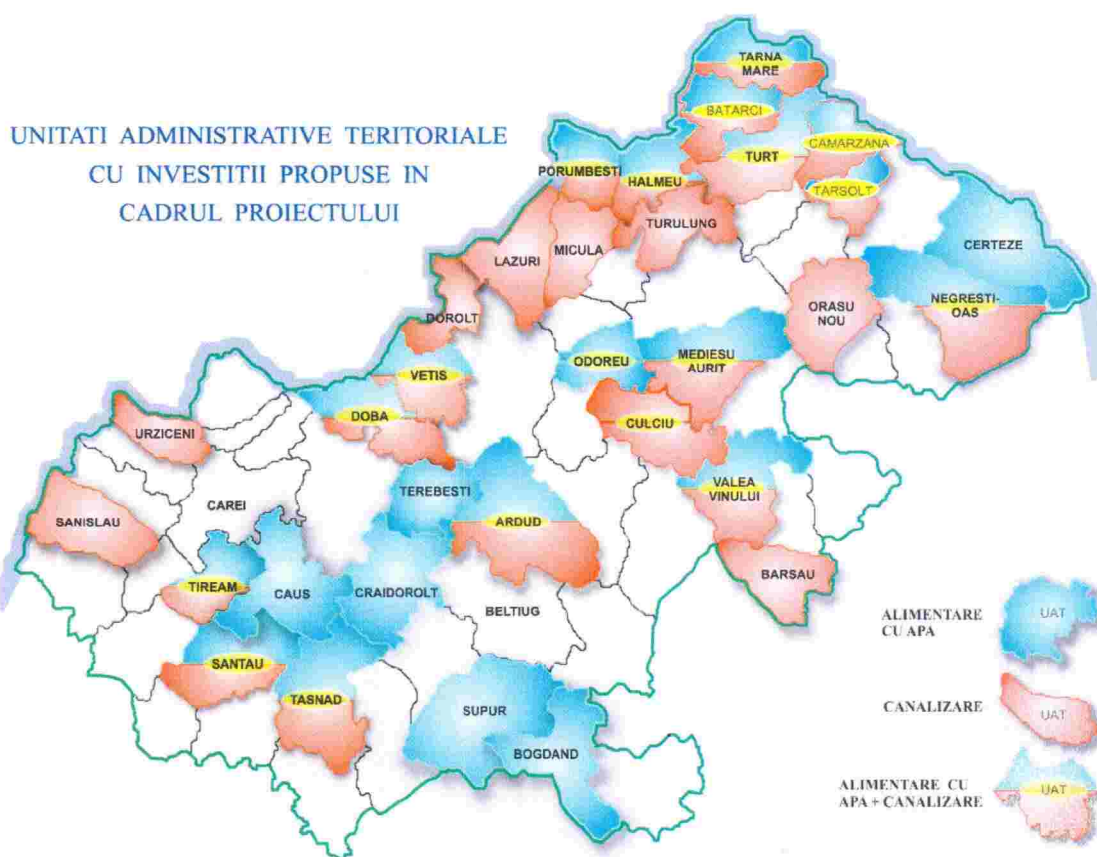 UNITATI ADMINISTRATIVE TERITORIALE
CU INVESTITII PROPUSE IN
CADRUL PROIECTULUI
TARNA
MARE
BATARCI
CAMARZANA
TURT
PORUMBESTI
HALMEU
TARSOLT
TURULUNG
MICULA
LAZURI
CERTEZE
ORASU
NOU
NEGRESTI-
OAS
DOROLT
ODOREU
MEDIESU
AURIT
VETIS
DOBA
CULCIU
URZICENI
TEREBESTI
VALEA
VINULUI
CAREI
SANISLAU
ARDUD
BARSAU
TIREAM
CAUS
CRAIDOROLT
BELTIUG
SANTAU
TASNAD
SUPUR
BOGDAND
ALIMENTARE
CU APA
UAT
CANALIZARE
UAT
ALIMENTARE CU
APA + CANALIZARE
UAT